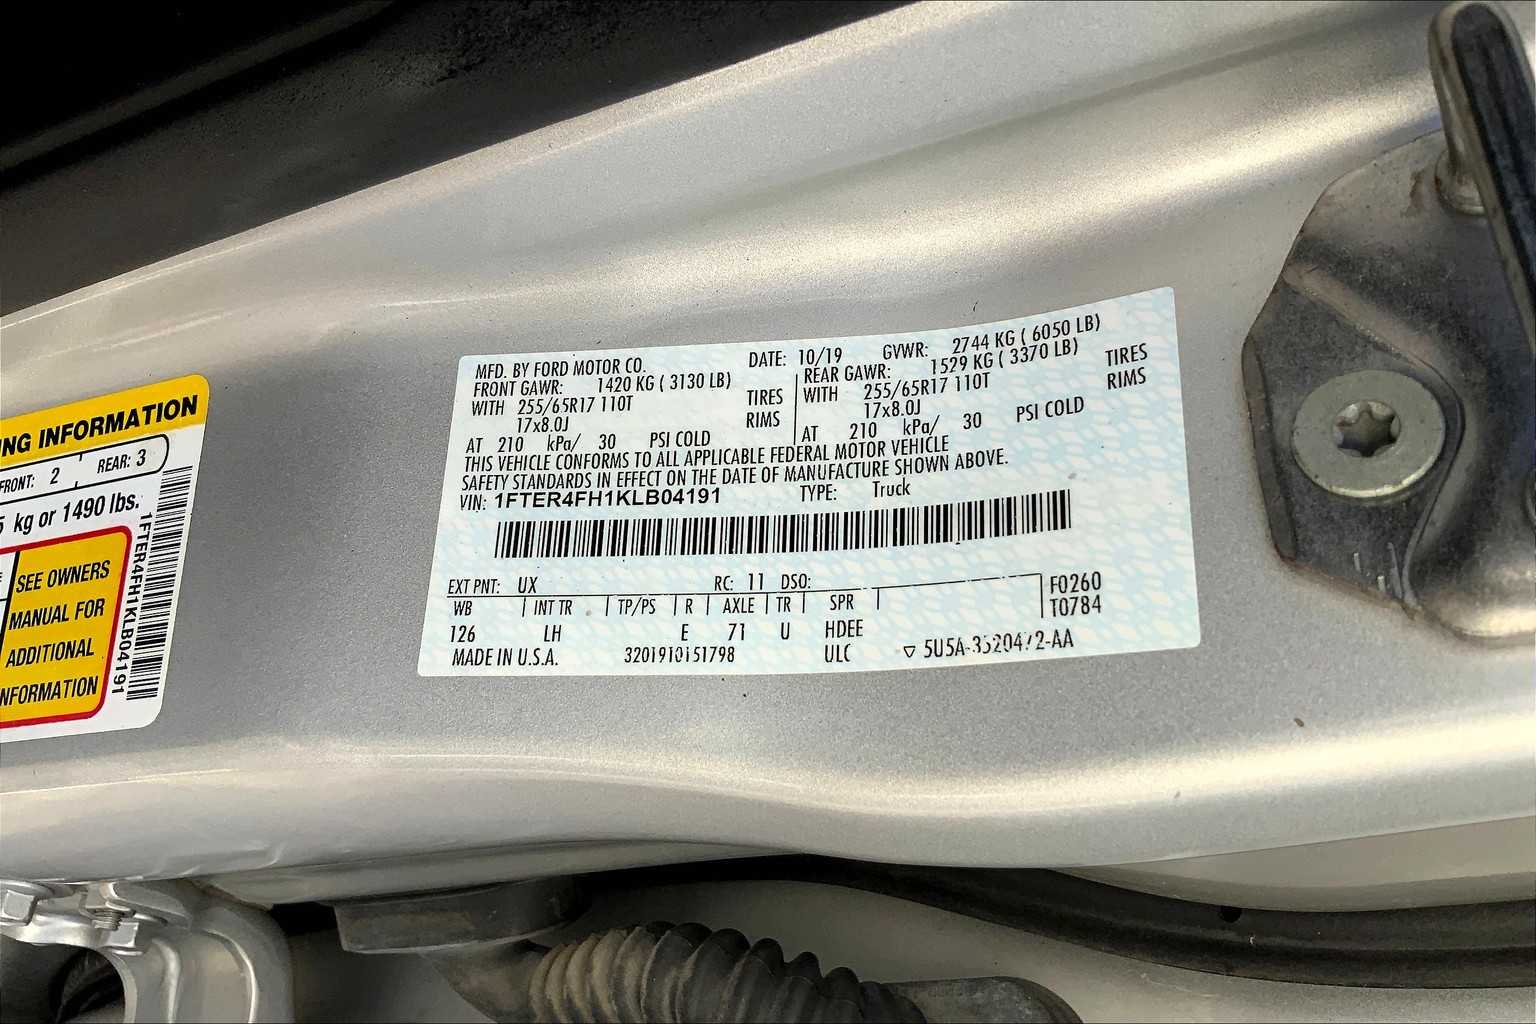 NG INFORMATION
FRONT: 2 REAR: 3
kg or 1490 lbs.
SEE OWNERS
MANUAL FOR
ADDITIONAL
INFORMATION
1FTER4FH1KLB04191
MFD. BY FORD MOTOR CO. DATE: 10/19 GVWR: 2744 KG ( 6050 LB)
FRONT GAWR: 1420 KG ( 3130 LB) REAR GAWR: 1529 KG ( 3370 LB)
WITH 255/65R17 110T TIRES WITH 255/65R17 110T TIRES
17x8.0J RIMS 17x8.0J RIMS
AT 210 kPa/ 30 PSI COLD AT 210 kPa/ 30 PSI COLD
THIS VEHICLE CONFORMS TO ALL APPLICABLE FEDERAL MOTOR VEHICLE
SAFETY STANDARDS IN EFFECT ON THE DATE OF MANUFACTURE SHOWN ABOVE.
VIN: 1FTER4FH1KLB04191 TYPE: Truck
EXT PNT: UX RC: 11 DSO: F0260
WB INT TR TP/PS R AXLE TR SPR T0784
126 LH E 71 U HDEE
MADE IN U.S.A. 3201910151798 ULC ▽ 5U5A-3520472-AA